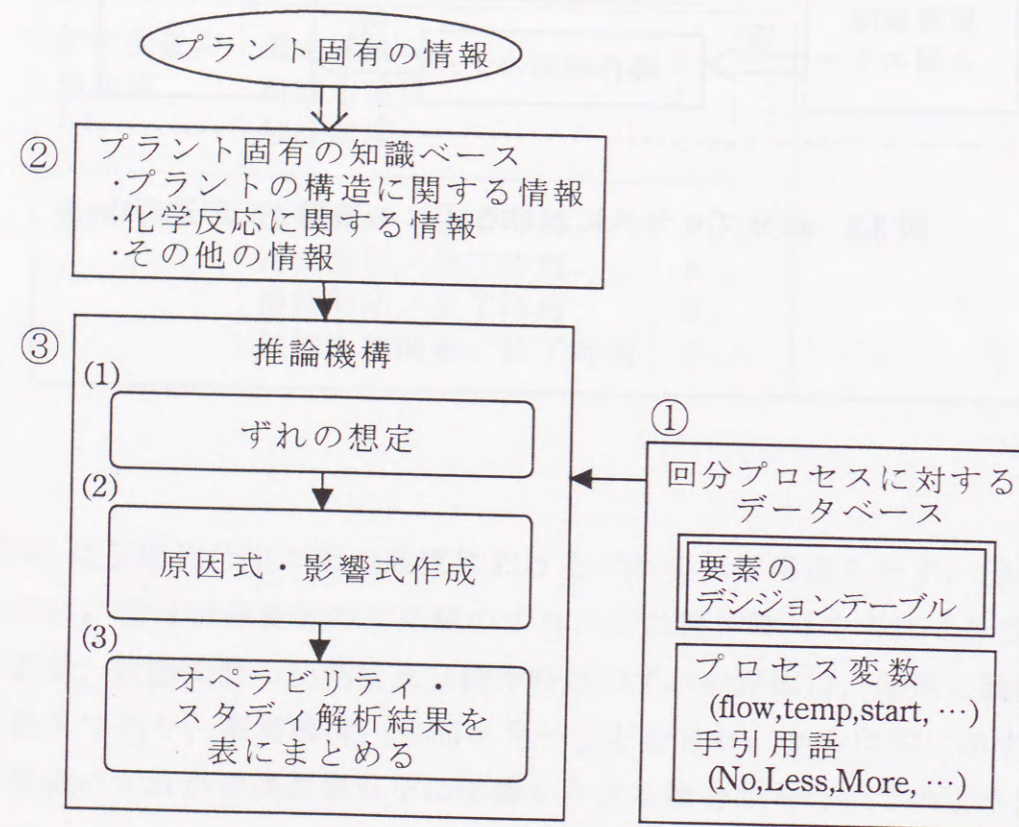 プラント固有の情報
②
プラント固有の知識ベース
・プラントの構造に関する情報
・化学反応に関する情報
・その他の情報
③
推論機構
(1)
ずれの想定
(2)
原因式・影響式作成
(3)
オペラビリティ・
スタディ解析結果を
表にまとめる
①
回分プロセスに対する
データベース
要素の
デシジョンテーブル
プロセス変数
(flow,temp,start, …)
手引用語
(No,Less,More, …)